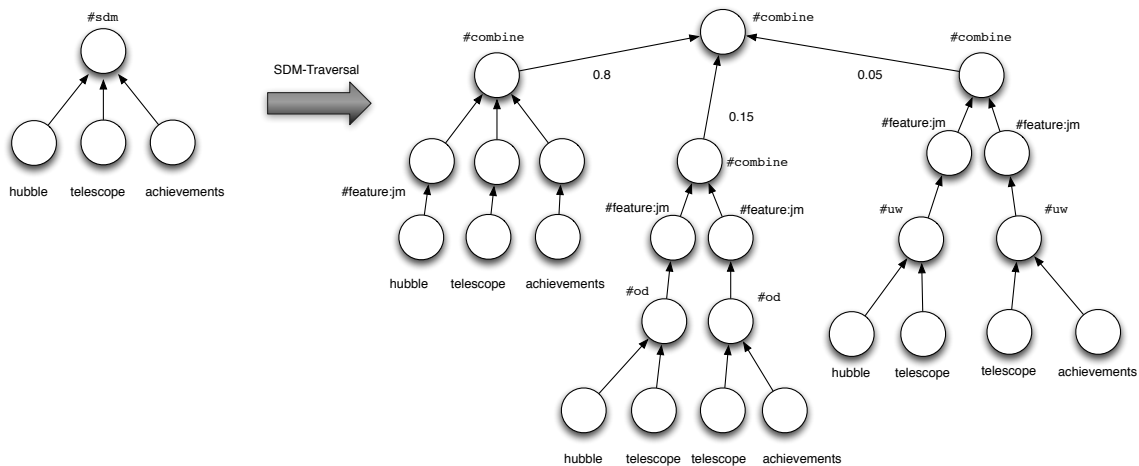 #sdm
hubble telescope achievements
SDM-Traversal
#combine
#combine
#combine
0.8
0.05
0.15
#feature:jm
hubble telescope achievements
#combine
#feature:jm #feature:jm
#od #od
hubble telescope telescope achievements
#feature:jm #feature:jm
#uw #uw
hubble telescope telescope achievements